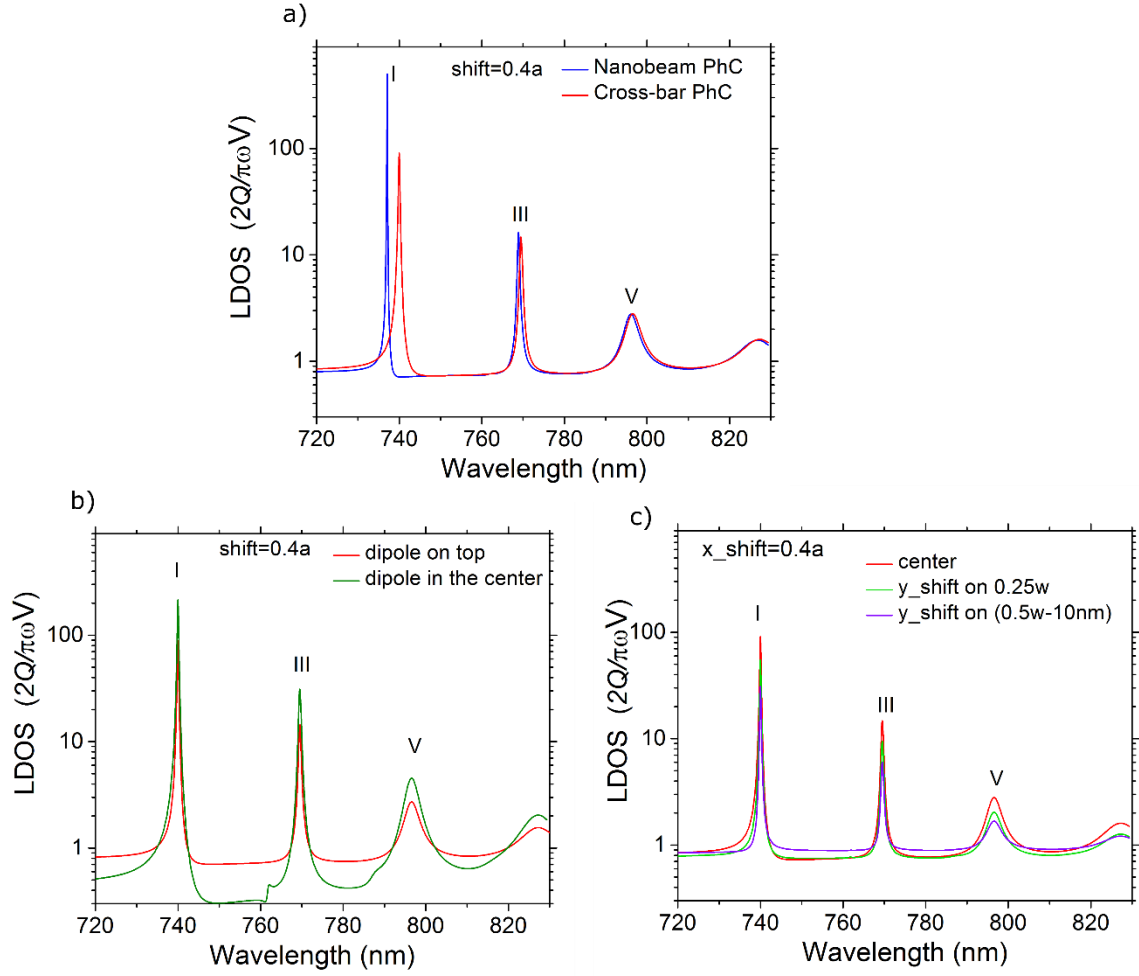 a)
shift=0.4a
Nanobeam PhC
Cross-bar PhC
I
III
V
100
10
1
LDOS (2Q/πωV)
720 740 760 780 800 820
Wavelength (nm)
b)
shift=0.4a
dipole on top
dipole in the center
I
III
V
100
10
1
LDOS (2Q/πωV)
720 740 760 780 800 820
Wavelength (nm)
c)
x_shift=0.4a
center
y_shift on 0.25w
y_shift on (0.5w-10nm)
I
III
V
100
10
1
LDOS (2Q/πωV)
720 740 760 780 800 820
Wavelength (nm)